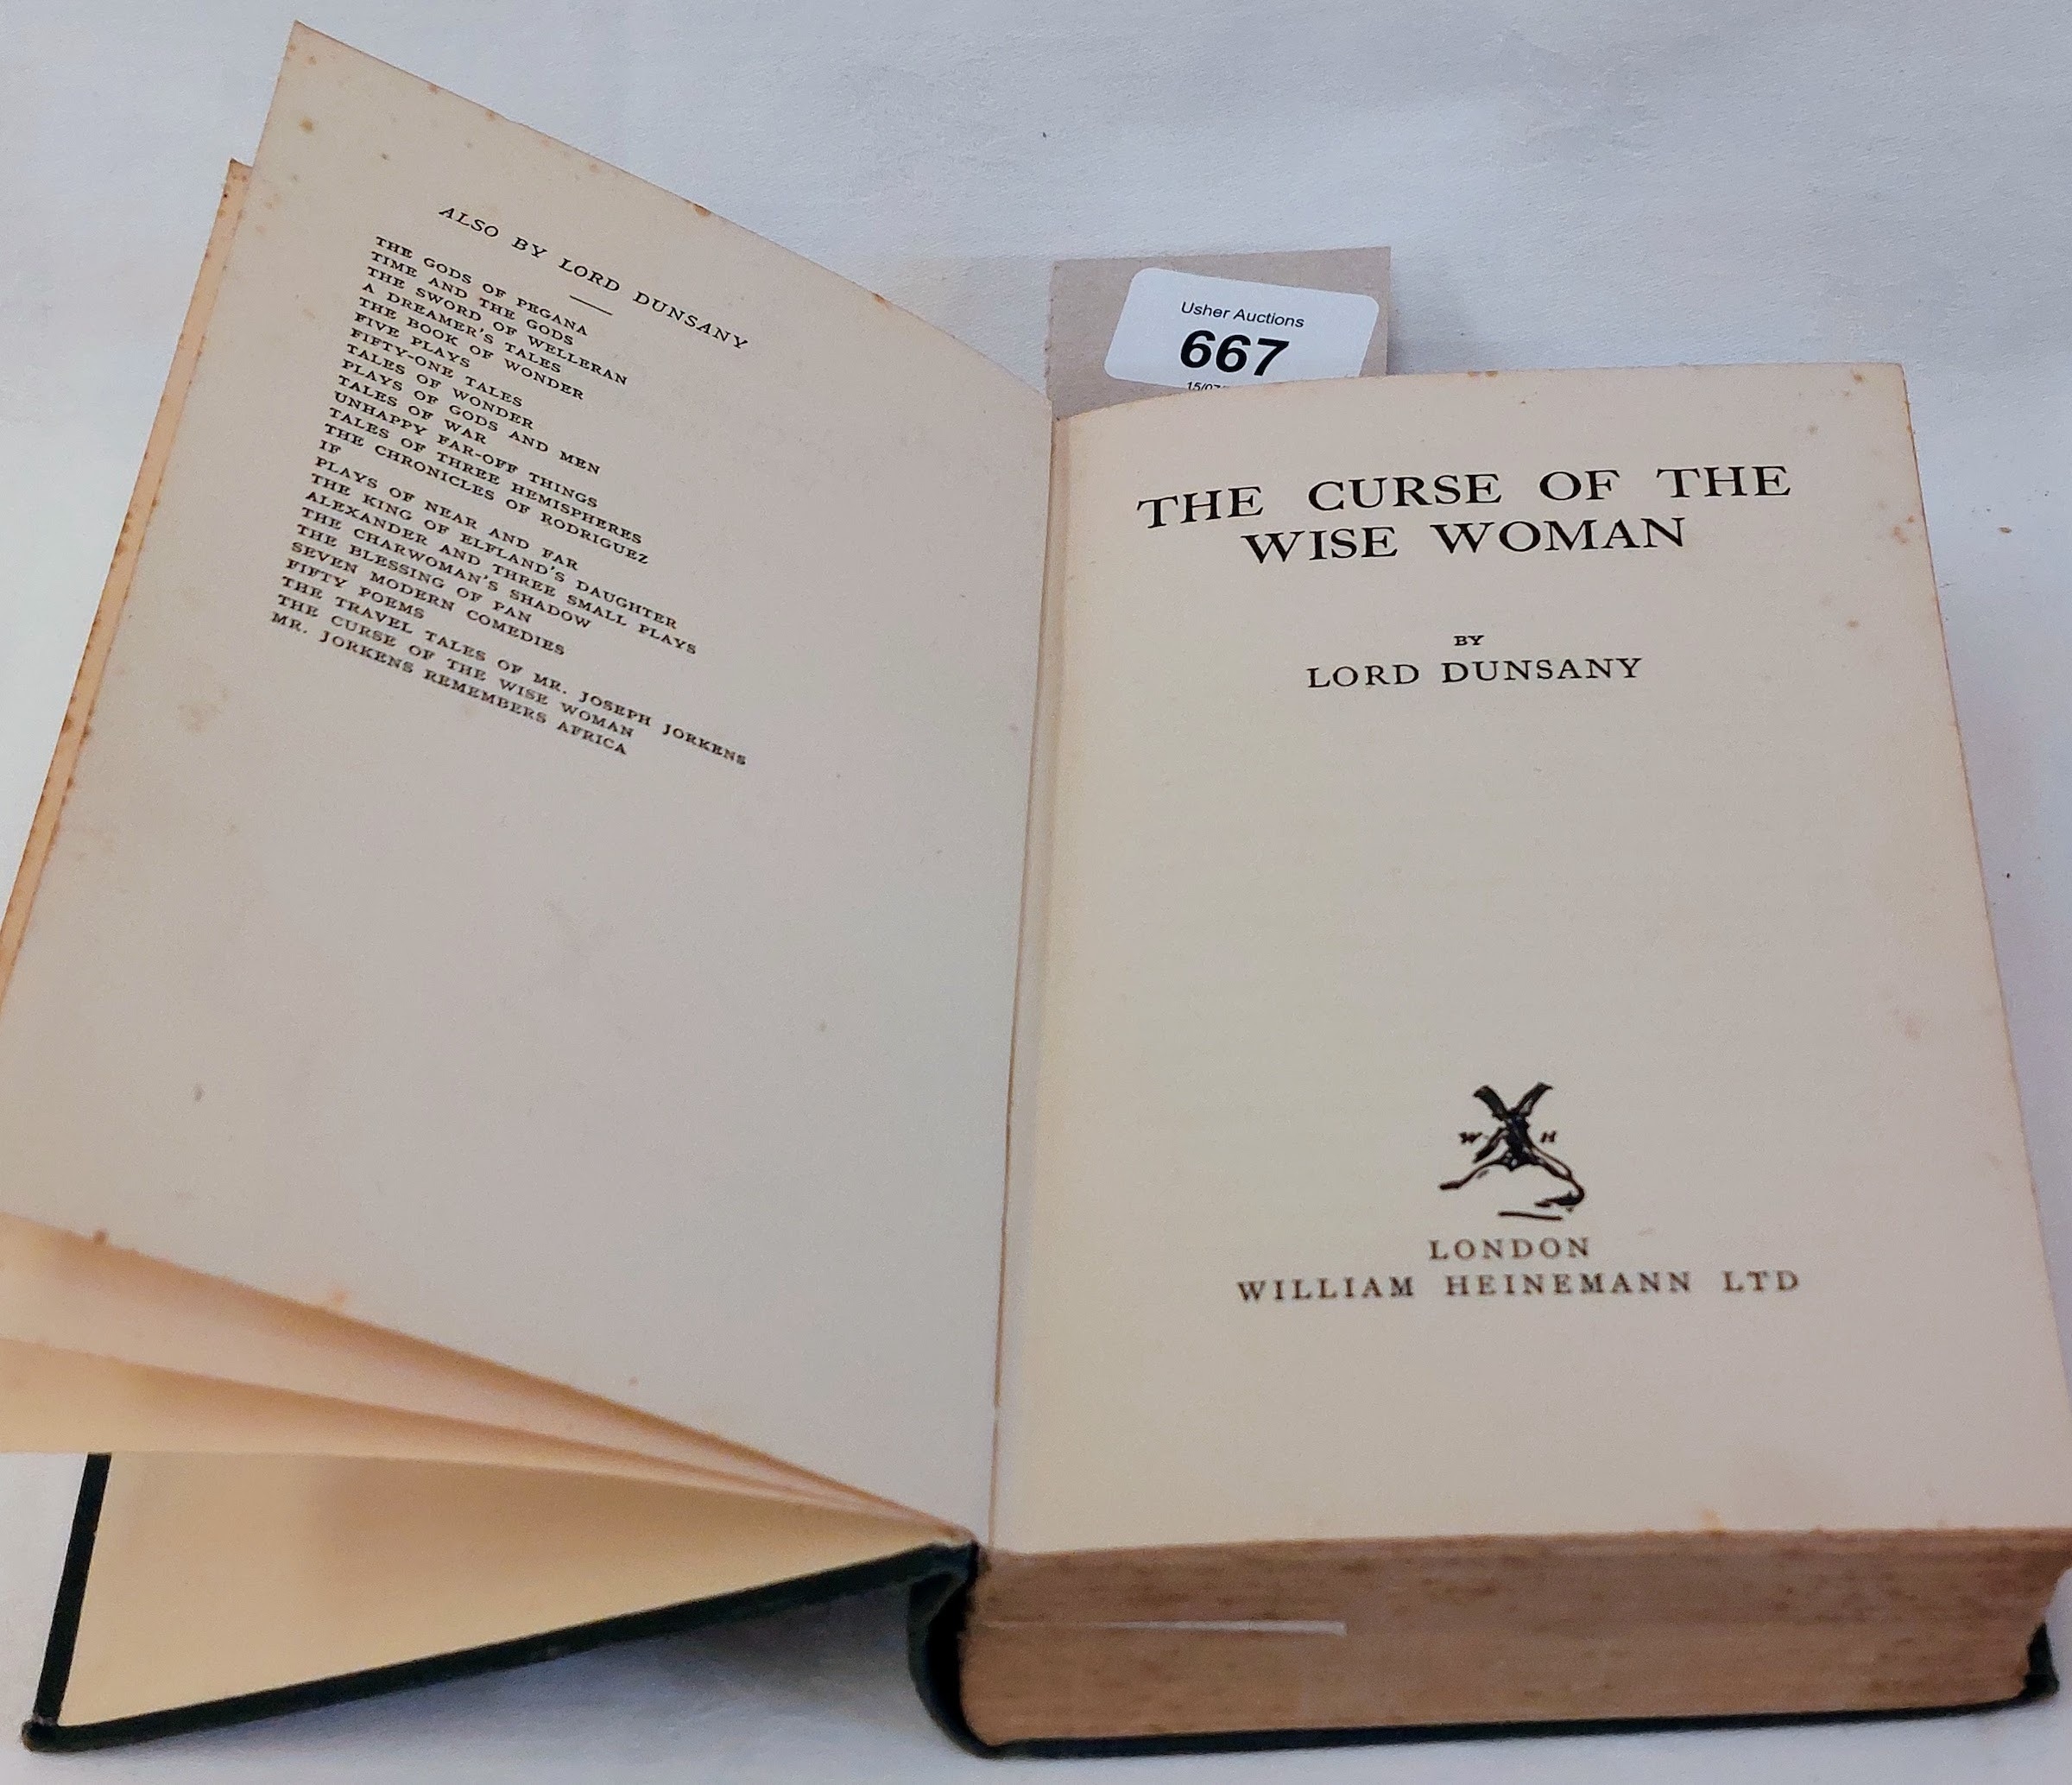 ALSO BY LORD DUNSANY
THE GODS OF PEGANA
TIME AND THE GODS
THE SWORD OF WELLERAN
A DREAMER'S TALES
THE BOOK OF WONDER
FIVE PLAYS
FIFTY-ONE TALES
TALES OF WONDER
PLAYS OF GODS AND MEN
TALES OF WAR
UNHAPPY FAR-OFF THINGS
TALES OF THREE HEMISPHERES
THE CHRONICLES OF RODRIGUEZ
IF
PLAYS OF NEAR AND FAR
THE KING OF ELFLAND'S DAUGHTER
ALEXANDER AND THREE SMALL PLAYS
THE CHARWOMAN'S SHADOW
THE BLESSING OF PAN
SEVEN MODERN COMEDIES
FIFTY POEMS
THE TRAVEL TALES OF MR. JOSEPH JORKENS
THE CURSE OF THE WISE WOMAN
MR. JORKENS REMEMBERS AFRICA
Usher Auctions
667
THE CURSE OF THE
WISE WOMAN
BY
LORD DUNSANY
W H
LONDON
WILLIAM HEINEMANN LTD